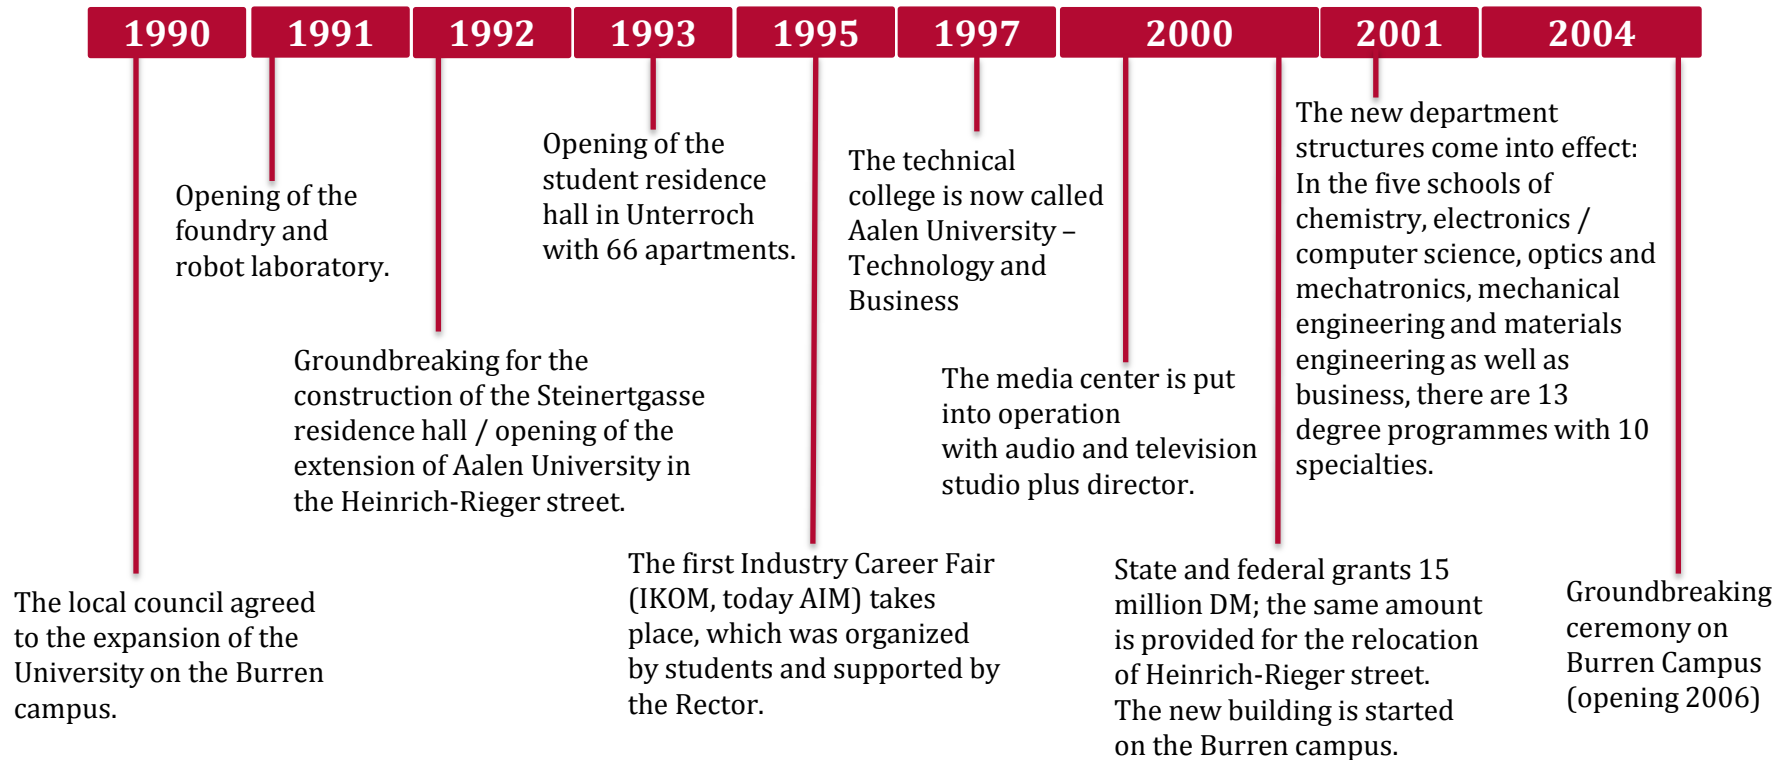 1990
1991
1992
1993
1995
1997
2000
2001
2004
The local council agreed
to the expansion of the
University on the Burren
campus.
Opening of the
foundry and
robot laboratory.
Groundbreaking for the
construction of the Steinertgasse
residence hall / opening of the
extension of Aalen University in
the Heinrich-Rieger street.
Opening of the
student residence
hall in Unterroch
with 66 apartments.
The first Industry Career Fair
(IKOM, today AIM) takes
place, which was organized
by students and supported by
the Rector.
The technical
college is now called
Aalen University –
Technology and
Business
The media center is put
into operation
with audio and television
studio plus director.
State and federal grants 15
million DM; the same amount
is provided for the relocation
of Heinrich-Rieger street.
The new building is started
on the Burren campus.
The new department
structures come into effect:
In the five schools of
chemistry, electronics /
computer science, optics and
mechatronics, mechanical
engineering and materials
engineering as well as
business, there are 13
degree programmes with 10
specialties.
Groundbreaking
ceremony on
Burren Campus
(opening 2006)